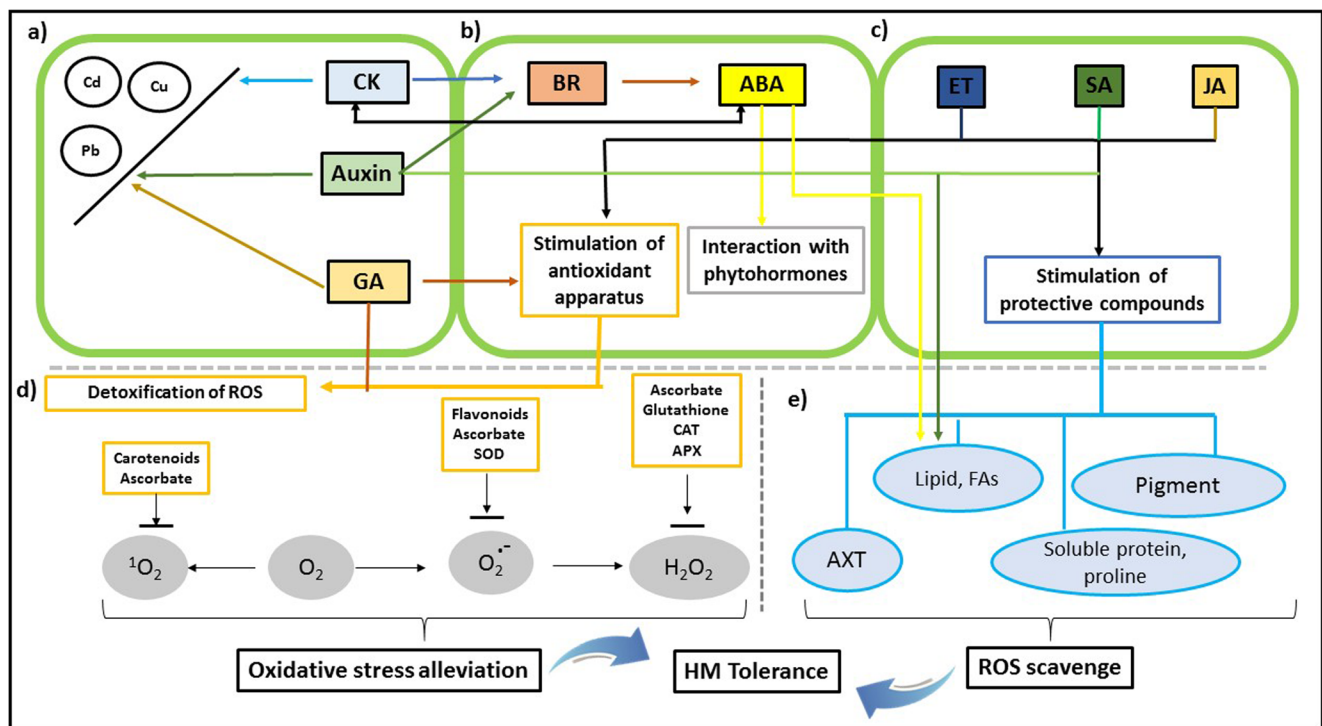 a)
b)
c)
Cd
Cu
Pb
CK
BR
ABA
ET
SA
JA
Auxin
GA
Stimulation of
antioxidant
apparatus
Interaction with
phytohormones
Stimulation of
protective compounds
d)
Detoxification of ROS
Carotenoids
Ascorbate
Flavonoids
Ascorbate
SOD
Ascorbate
Glutathione
CAT
APX
¹O₂
O₂
O₂•-
H₂O₂
e)
Lipid, FAs
Pigment
AXT
Soluble protein,
proline
Oxidative stress alleviation
HM Tolerance
ROS scavenge